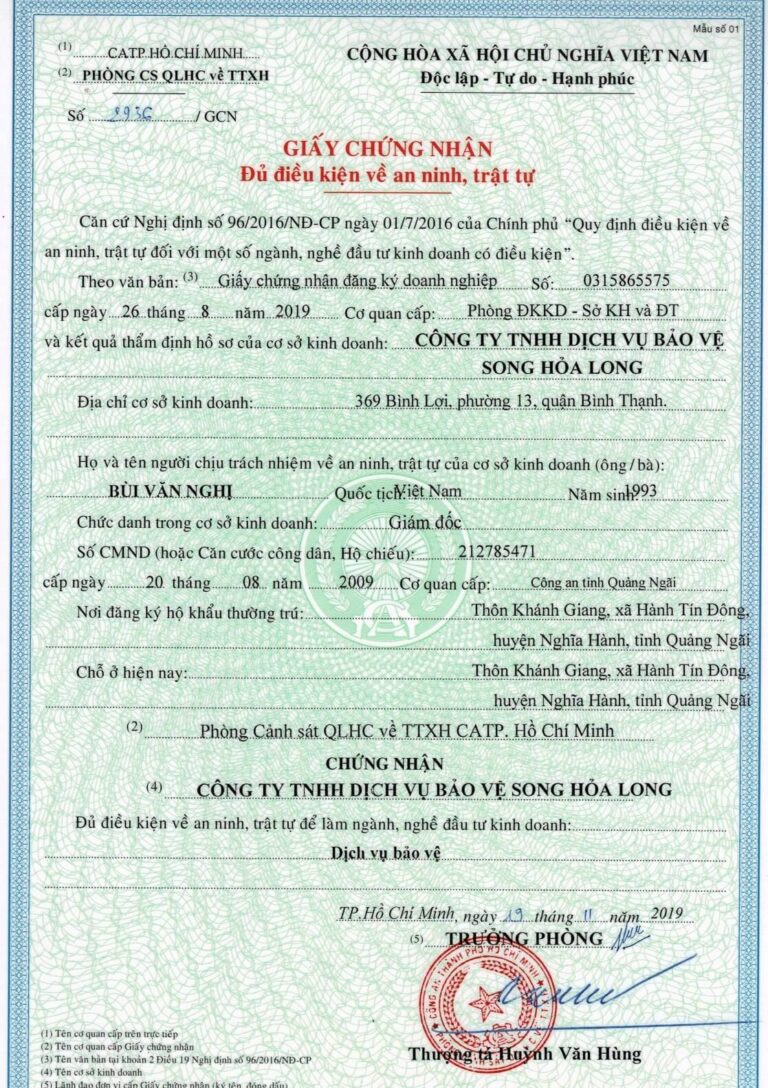 Mẫu số 01
(1) CATP.HỒ CHÍ MINH
CỘNG HÒA XÃ HỘI CHỦ NGHĨA VIỆT NAM
(2) PHÒNG CS QLHC về TTXH
Độc lập - Tự do - Hạnh phúc
Số 2936 / GCN
GIẤY CHỨNG NHẬN
Đủ điều kiện về an ninh, trật tự
Căn cứ Nghị định số 96/2016/NĐ-CP ngày 01/7/2016 của Chính phủ “Quy định điều kiện về
an ninh, trật tự đối với một số ngành, nghề đầu tư kinh doanh có điều kiện”.
Theo văn bản: (3) Giấy chứng nhận đăng ký doanh nghiệp Số: 0315865575
cấp ngày 26 tháng 8 năm 2019 Cơ quan cấp: Phòng ĐKKD - Sở KH và ĐT
và kết quả thẩm định hồ sơ của cơ sở kinh doanh: CÔNG TY TNHH DỊCH VỤ BẢO VỆ
SONG HỎA LONG
Địa chỉ cơ sở kinh doanh: 369 Bình Lợi, phường 13, quận Bình Thạnh.
Họ và tên người chịu trách nhiệm về an ninh, trật tự của cơ sở kinh doanh (ông/bà):
BÙI VĂN NGHỊ Quốc tịch: Việt Nam Năm sinh: 1993
Chức danh trong cơ sở kinh doanh: Giám đốc
Số CMND (hoặc Căn cước công dân, Hộ chiếu): 212785471
cấp ngày 20 tháng 08 năm 2009 Cơ quan cấp: Công an tỉnh Quảng Ngãi
Nơi đăng ký hộ khẩu thường trú: Thôn Khánh Giang, xã Hành Tín Đông,
huyện Nghĩa Hành, tỉnh Quảng Ngãi
Chỗ ở hiện nay: Thôn Khánh Giang, xã Hành Tín Đông,
huyện Nghĩa Hành, tỉnh Quảng Ngãi
(2) Phòng Cảnh sát QLHC về TTXH CATP. Hồ Chí Minh
CHỨNG NHẬN
(4) CÔNG TY TNHH DỊCH VỤ BẢO VỆ SONG HỎA LONG
Đủ điều kiện về an ninh, trật tự để làm ngành, nghề đầu tư kinh doanh:
Dịch vụ bảo vệ
TP.Hồ Chí Minh, ngày 19 tháng 11 năm 2019
(5) TRƯỞNG PHÒNG
CÔNG AN THÀNH PHỐ HỒ CHÍ MINH
Thượng tá Huỳnh Văn Hùng
(1) Tên cơ quan cấp trên trực tiếp
(2) Tên cơ quan cấp Giấy chứng nhận
(3) Tên văn bản tại khoản 2 Điều 19 Nghị định số 96/2016/NĐ-CP
(4) Tên cơ sở kinh doanh
(5) Lãnh đạo đơn vị cấp Giấy chứng nhận (ký tên, đóng dấu)